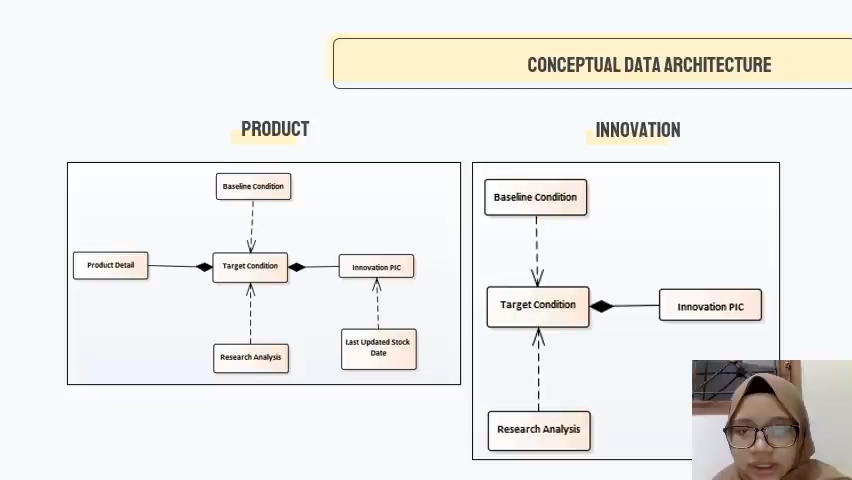 CONCEPTUAL DATA ARCHITECTURE
PRODUCT
Baseline Condition
Product Detail
Target Condition
Innovation PIC
Last Updated Stock
Date
Research Analysis
INNOVATION
Baseline Condition
Target Condition
Innovation PIC
Research Analysis